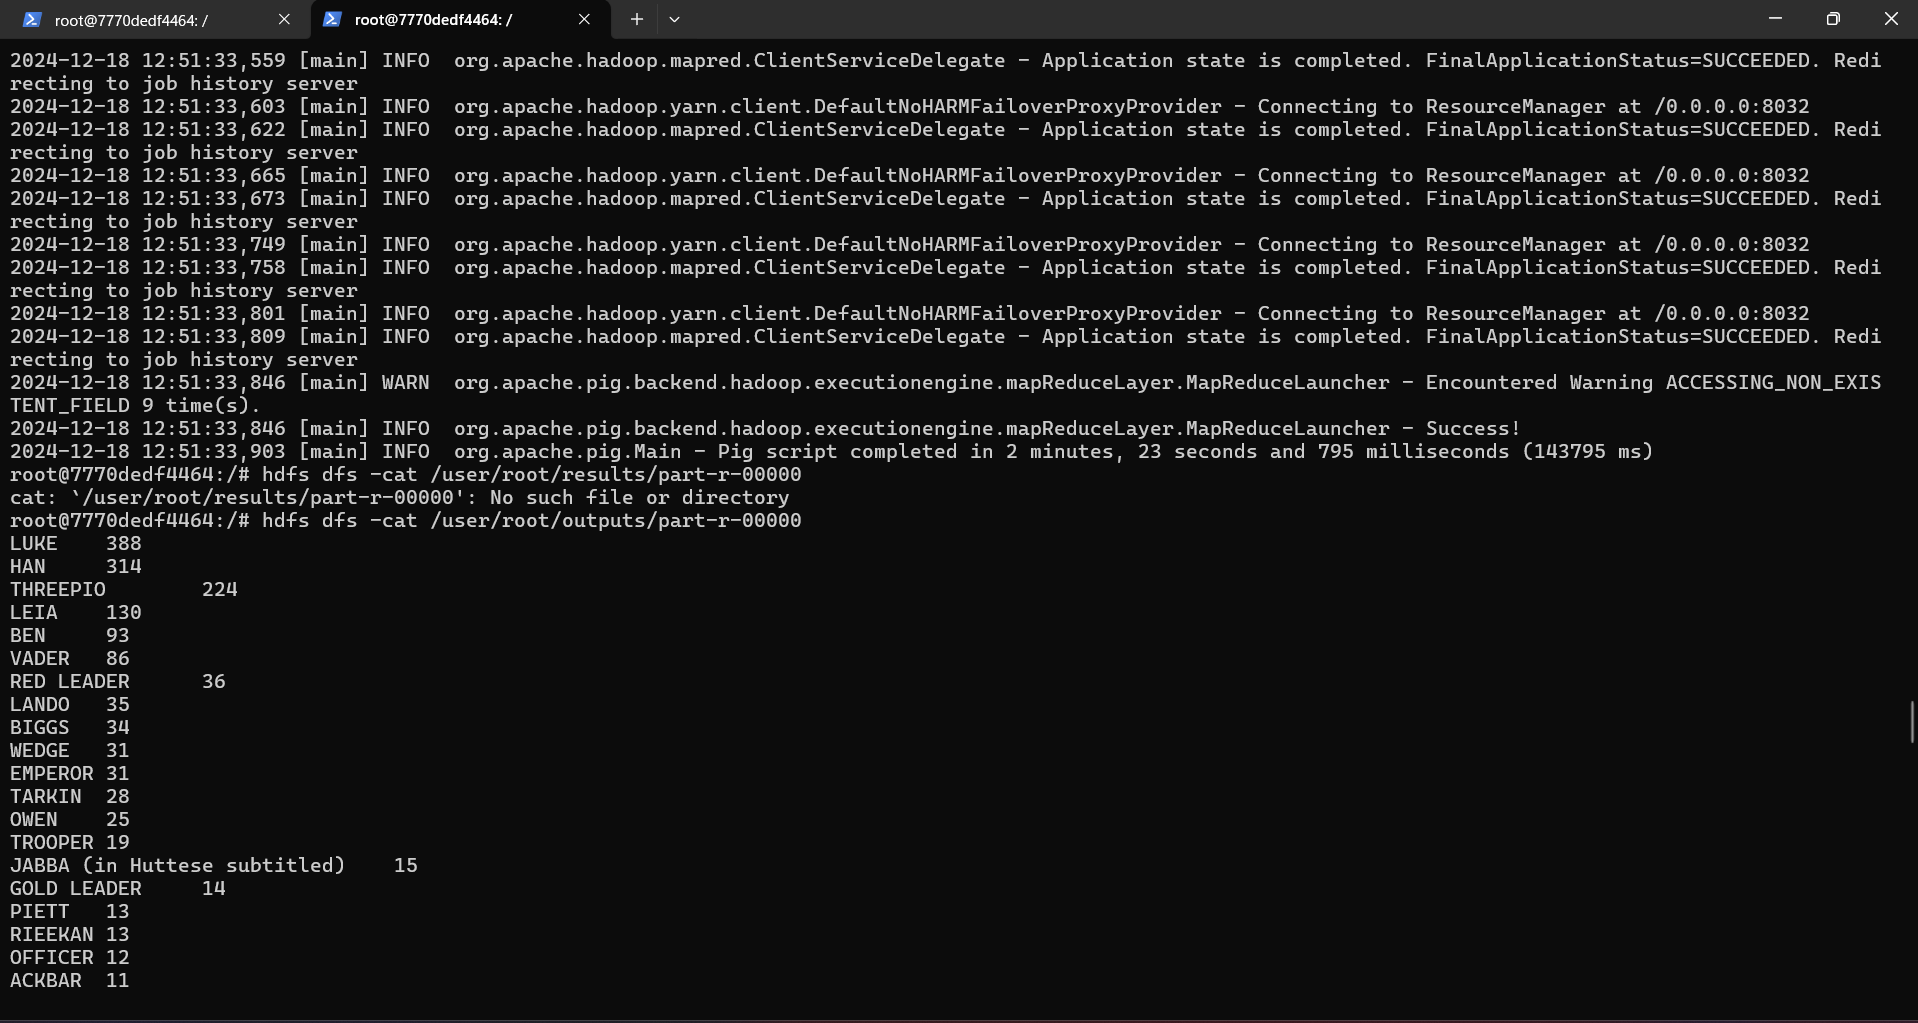 root@7770dedf4464: /
root@7770dedf4464: /
2024-12-18 12:51:33,559 [main] INFO  org.apache.hadoop.mapred.ClientServiceDelegate - Application state is completed. FinalApplicationStatus=SUCCEEDED. Redi
recting to job history server
2024-12-18 12:51:33,603 [main] INFO  org.apache.hadoop.yarn.client.DefaultNoHARMFailoverProxyProvider - Connecting to ResourceManager at /0.0.0.0:8032
2024-12-18 12:51:33,622 [main] INFO  org.apache.hadoop.mapred.ClientServiceDelegate - Application state is completed. FinalApplicationStatus=SUCCEEDED. Redi
recting to job history server
2024-12-18 12:51:33,665 [main] INFO  org.apache.hadoop.yarn.client.DefaultNoHARMFailoverProxyProvider - Connecting to ResourceManager at /0.0.0.0:8032
2024-12-18 12:51:33,673 [main] INFO  org.apache.hadoop.mapred.ClientServiceDelegate - Application state is completed. FinalApplicationStatus=SUCCEEDED. Redi
recting to job history server
2024-12-18 12:51:33,749 [main] INFO  org.apache.hadoop.yarn.client.DefaultNoHARMFailoverProxyProvider - Connecting to ResourceManager at /0.0.0.0:8032
2024-12-18 12:51:33,758 [main] INFO  org.apache.hadoop.mapred.ClientServiceDelegate - Application state is completed. FinalApplicationStatus=SUCCEEDED. Redi
recting to job history server
2024-12-18 12:51:33,801 [main] INFO  org.apache.hadoop.yarn.client.DefaultNoHARMFailoverProxyProvider - Connecting to ResourceManager at /0.0.0.0:8032
2024-12-18 12:51:33,809 [main] INFO  org.apache.hadoop.mapred.ClientServiceDelegate - Application state is completed. FinalApplicationStatus=SUCCEEDED. Redi
recting to job history server
2024-12-18 12:51:33,846 [main] WARN  org.apache.pig.backend.hadoop.executionengine.mapReduceLayer.MapReduceLauncher - Encountered Warning ACCESSING_NON_EXIS
TENT_FIELD 9 time(s).
2024-12-18 12:51:33,846 [main] INFO  org.apache.pig.backend.hadoop.executionengine.mapReduceLayer.MapReduceLauncher - Success!
2024-12-18 12:51:33,903 [main] INFO  org.apache.pig.Main - Pig script completed in 2 minutes, 23 seconds and 795 milliseconds (143795 ms)
root@7770dedf4464:/# hdfs dfs -cat /user/root/results/part-r-00000
cat: `/user/root/results/part-r-00000': No such file or directory
root@7770dedf4464:/# hdfs dfs -cat /user/root/outputs/part-r-00000
LUKE    388
HAN     314
THREEPIO        224
LEIA    130
BEN     93
VADER   86
RED LEADER      36
LANDO   35
BIGGS   34
WEDGE   31
EMPEROR 31
TARKIN  28
OWEN    25
TROOPER 19
JABBA (in Huttese subtitled)    15
GOLD LEADER     14
PIETT   13
RIEEKAN 13
OFFICER 12
ACKBAR  11